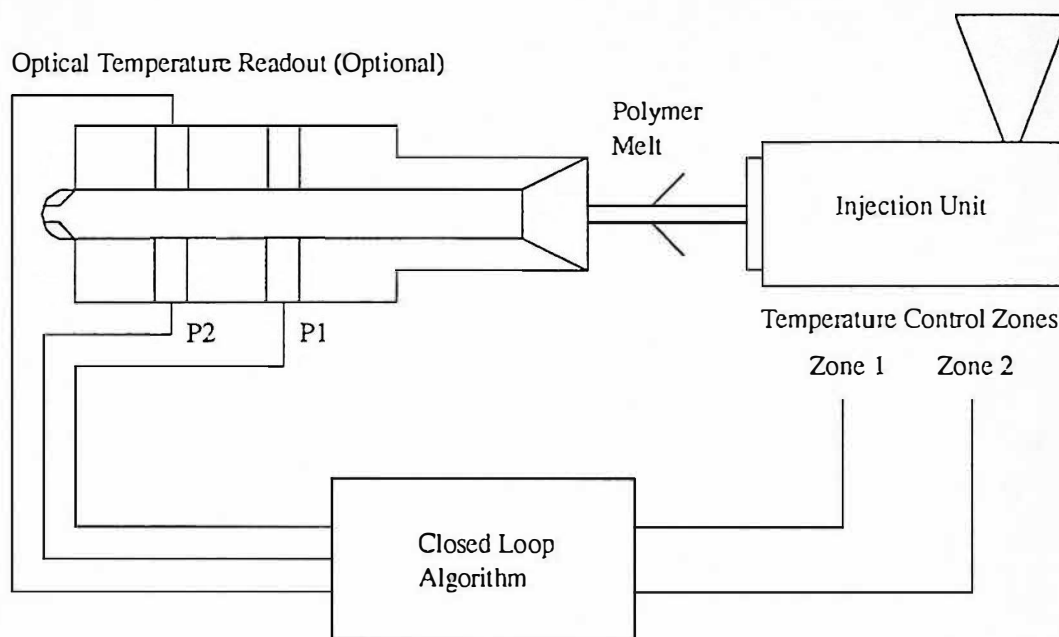 Optical Temperature Readout (Optional)
Polymer
Melt
Injection Unit
P2
P1
Temperature Control Zones
Zone 1
Zone 2
Closed Loop
Algorithm